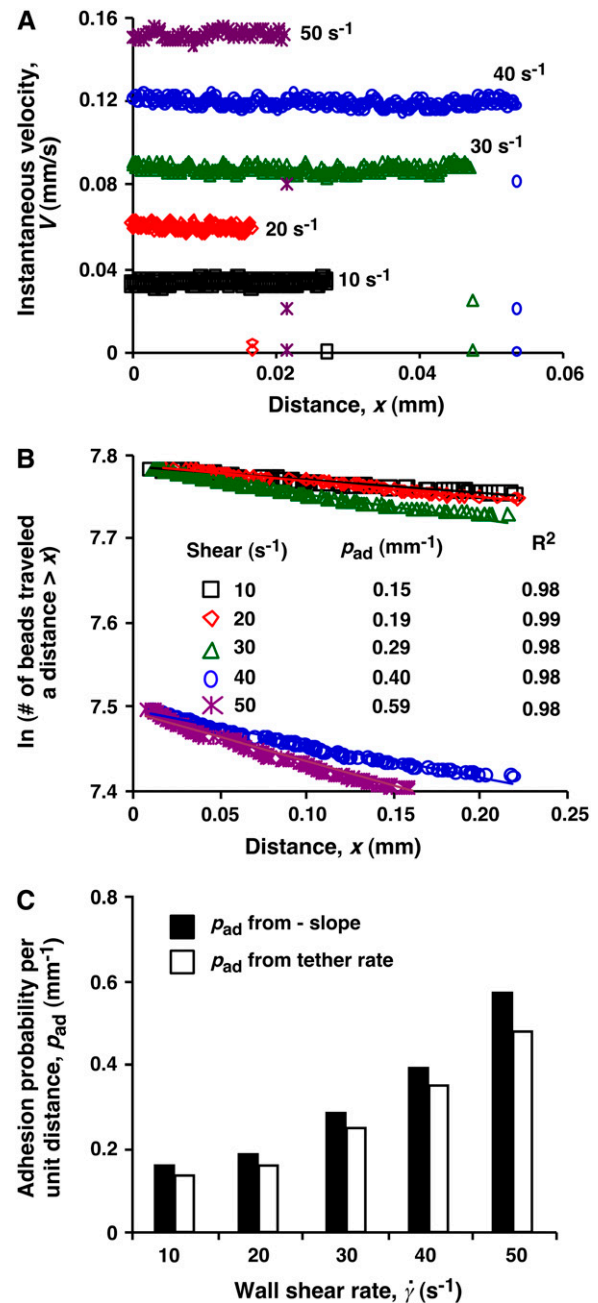 A
Instantaneous velocity,
V (mm/s)
0.16
0.12
0.08
0.04
0
50 s-1
40 s-1
30 s-1
20 s-1
10 s-1
0
0.02
0.04
0.06
Distance, x (mm)
B
ln (# of beads traveled
a distance > x)
7.8
7.7
7.6
7.5
7.4
Shear (s-1) pad (mm-1) R2
10 0.15 0.98
20 0.19 0.99
30 0.29 0.98
40 0.40 0.98
50 0.59 0.98
0.00 0.05 0.10 0.15 0.20 0.25
Distance, x (mm)
C
Adhesion probability per
unit distance, pad (mm-1)
0.8
0.6
0.4
0.2
0
pad from - slope
pad from tether rate
10 20 30 40 50
Wall shear rate, γ̇ (s-1)